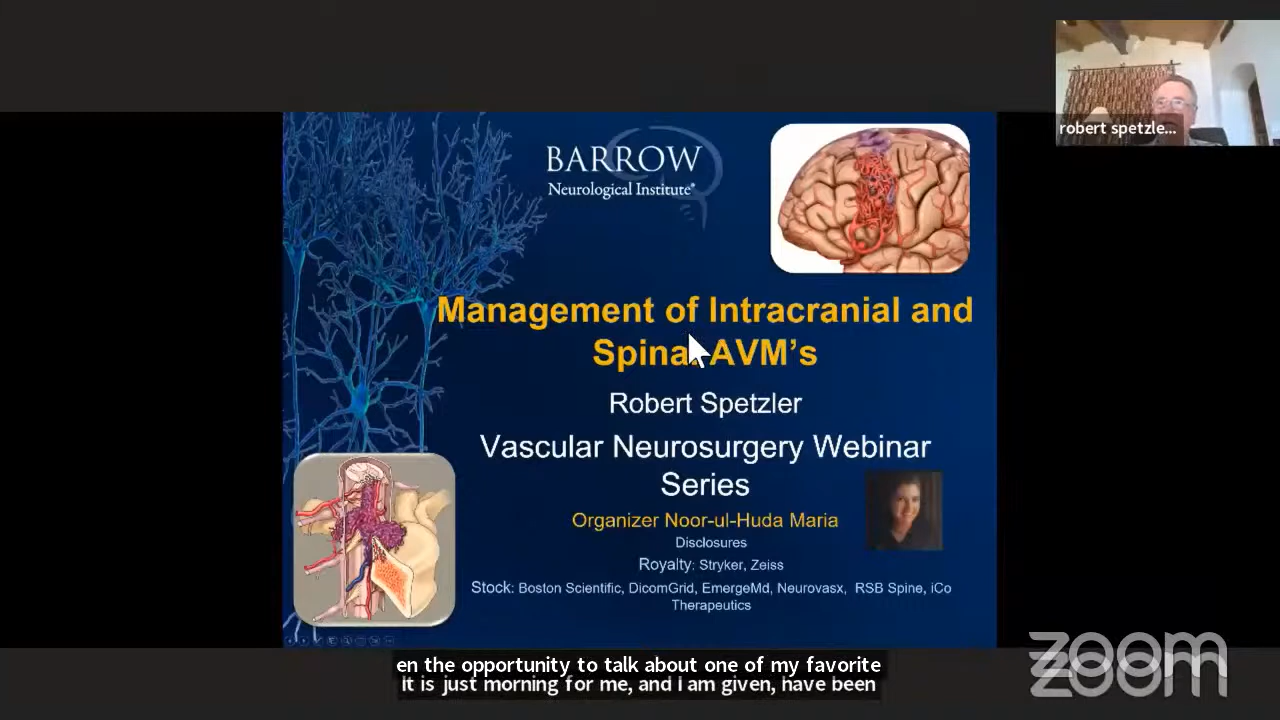 robert spetzle...
BARROW
Neurological Institute®
Management of Intracranial and
Spinal AVM's
Robert Spetzler
Vascular Neurosurgery Webinar
Series
Organizer Noor-ul-Huda Maria
Disclosures
Royalty: Stryker, Zeiss
Stock: Boston Scientific, DicomGrid, EmergeMd, Neurovasx, RSB Spine, iCo
Therapeutics
en the opportunity to talk about one of my favorite
it is just morning for me, and I am given, have been
zoom
zoom